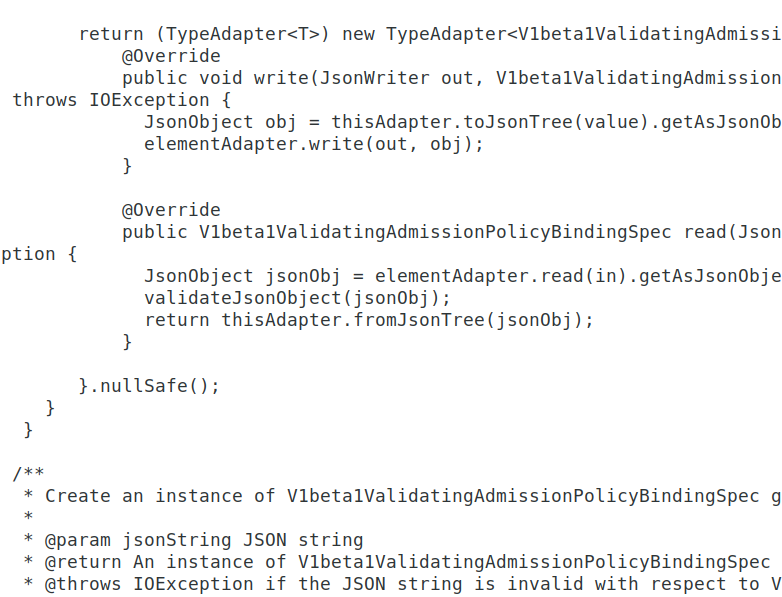 return (TypeAdapter<T>) new TypeAdapter<V1beta1ValidatingAdmissi
@Override
public void write(JsonWriter out, V1beta1ValidatingAdmission
throws IOException {
JsonObject obj = thisAdapter.toJsonTree(value).getAsJsonOb
elementAdapter.write(out, obj);
}
@Override
public V1beta1ValidatingAdmissionPolicyBindingSpec read(Json
ption {
JsonObject jsonObj = elementAdapter.read(in).getAsJsonObje
validateJsonObject(jsonObj);
return thisAdapter.fromJsonTree(jsonObj);
}
}.nullSafe();
}
}
/**
* Create an instance of V1beta1ValidatingAdmissionPolicyBindingSpec g
*
* @param jsonString JSON string
* @return An instance of V1beta1ValidatingAdmissionPolicyBindingSpec
* @throws IOException if the JSON string is invalid with respect to V